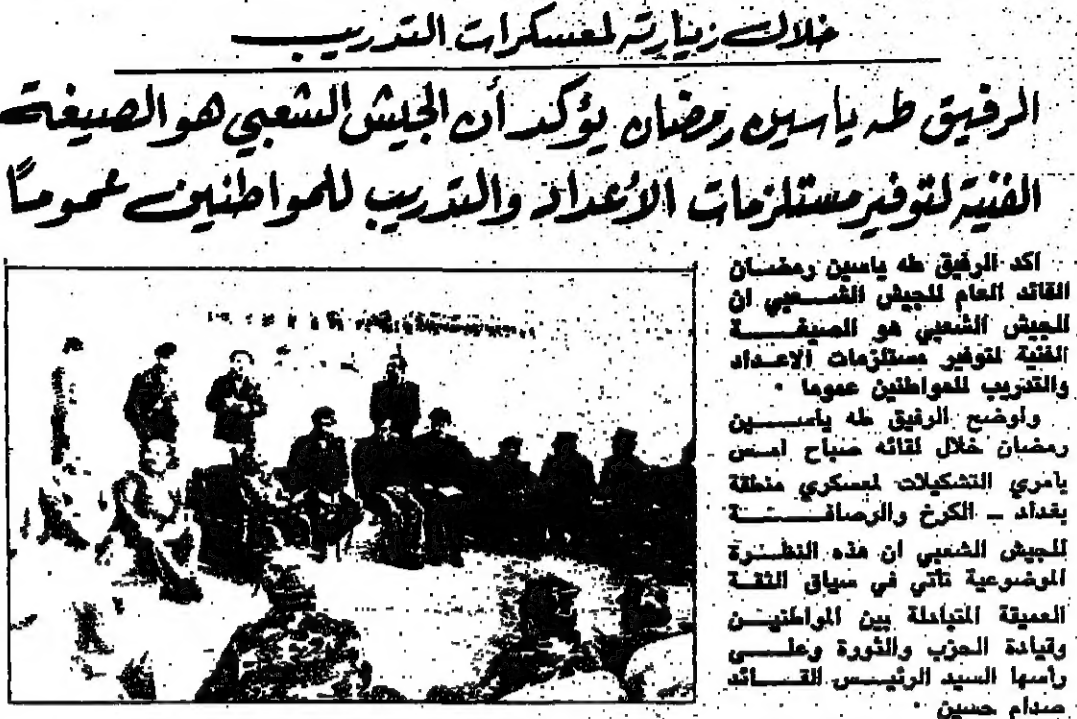 خلال زيارته لمعسكرات التدريب
الرفيق طه ياسين رمضان يؤكد أن الجيش الشعبي هو الصيغة
الفنية لتوفير مستلزمات الأعداد والتدريب للمواطنين عموماً
اكد الرفيق طه ياسين رمضان
القائد العام للجيش الشعبي ان
الجيش الشعبي هو الصيغة
الفنية لتوفير مستلزمات الاعداد
والتدريب للمواطنين عموما ٠
واوضح الرفيق طه ياسين
رمضان خلال لقائه صباح امس
بآمري التشكيلات لمعسكري منطقة
بغداد ــ الكرخ والرصافة
للجيش الشعبي ان هذه النظرة
الموضوعية تأتي في سياق الثقة
العميقة المتبادلة بين المواطنين
وقيادة الحزب والثورة وعلى
رأسها السيد الرئيس القائد
صدام حسين ٠